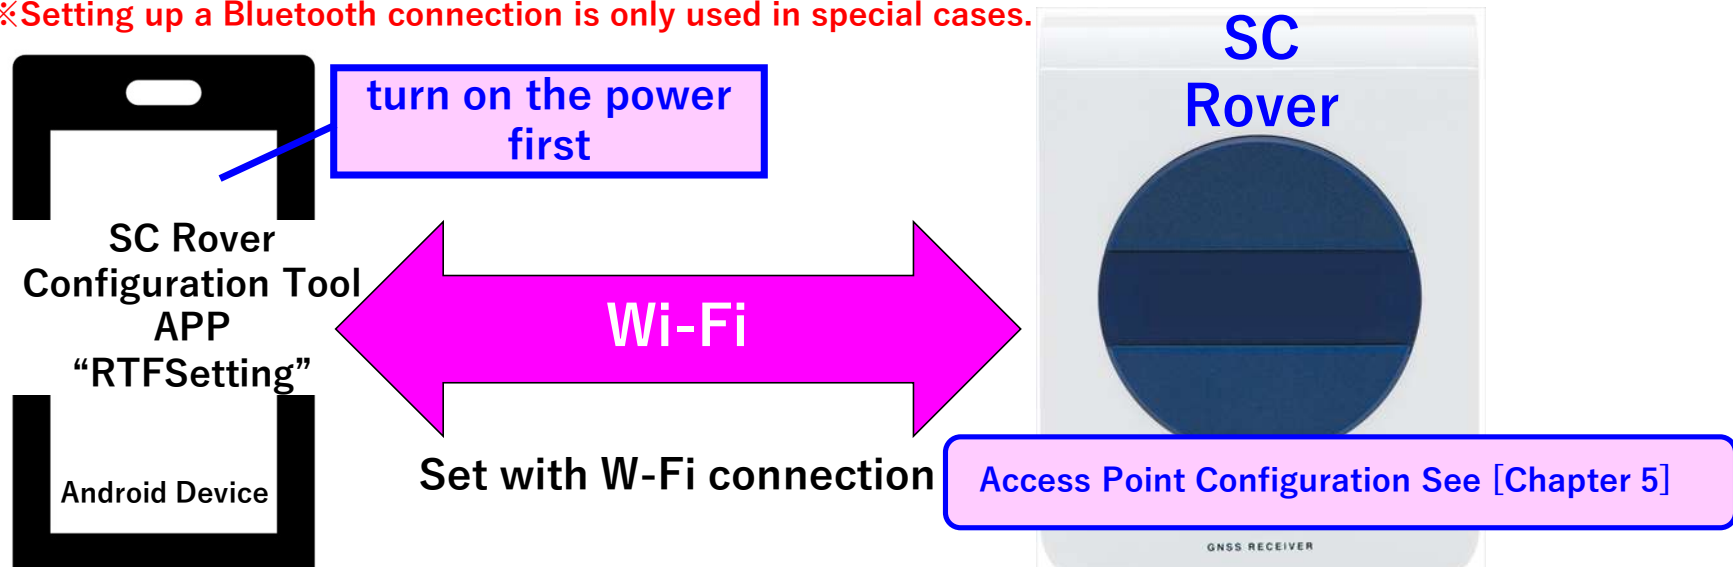 ※Setting up a Bluetooth connection is only used in special cases.
SC
Rover
turn on the power
first
SC Rover
Configuration Tool
APP
“RTFSetting”
Wi-Fi
Set with W-Fi connection
Access Point Configuration See [Chapter 5]
Android Device
GNSS RECEIVER